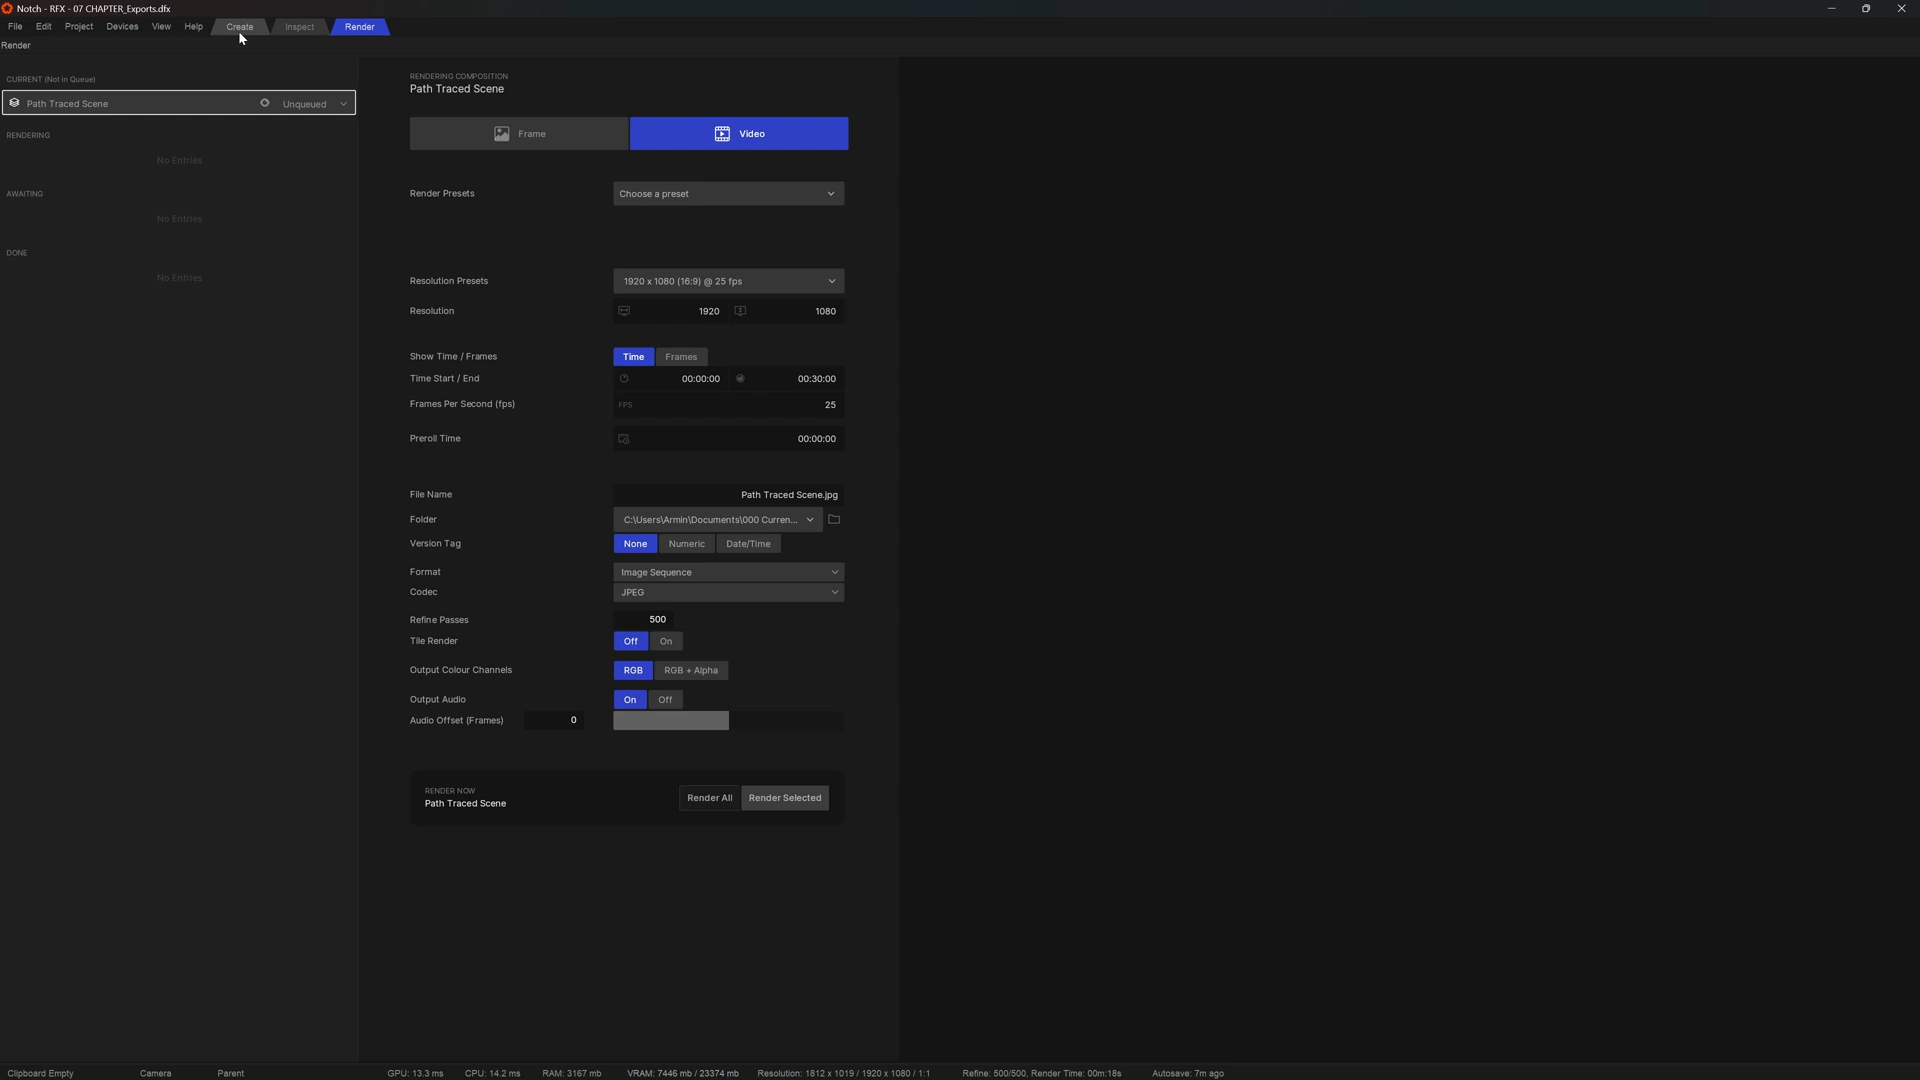 Notch - RFX - 07 CHAPTER_Exports.dfx
File Edit Project Devices View Help Create Inspect Render
Render
CURRENT (Not in Queue)
Path Traced Scene Unqueued
RENDERING
No Entries
AWAITING
No Entries
DONE
No Entries
RENDERING COMPOSITION
Path Traced Scene
Frame Video
Render Presets Choose a preset
Resolution Presets 1920 x 1080 (16:9) @ 25 fps
Resolution 1920 1080
Show Time / Frames Time Frames
Time Start / End 00:00:00 00:30:00
Frames Per Second (fps) FPS 25
Preroll Time 00:00:00
File Name Path Traced Scene.jpg
Folder C:\Users\Armin\Documents\000 Curren...
Version Tag None Numeric Date/Time
Format Image Sequence
Codec JPEG
Refine Passes 500
Tile Render Off On
Output Colour Channels RGB RGB + Alpha
Output Audio On Off
Audio Offset (Frames) 0
RENDER NOW
Path Traced Scene
Render All Render Selected
Clipboard Empty Camera Parent GPU: 13.3 ms CPU: 14.2 ms RAM: 3167 mb VRAM: 7446 mb / 23374 mb Resolution: 1812 x 1019 / 1920 x 1080 / 1:1 Refine: 500/500, Render Time: 00m:18s Autosave: 7m ago